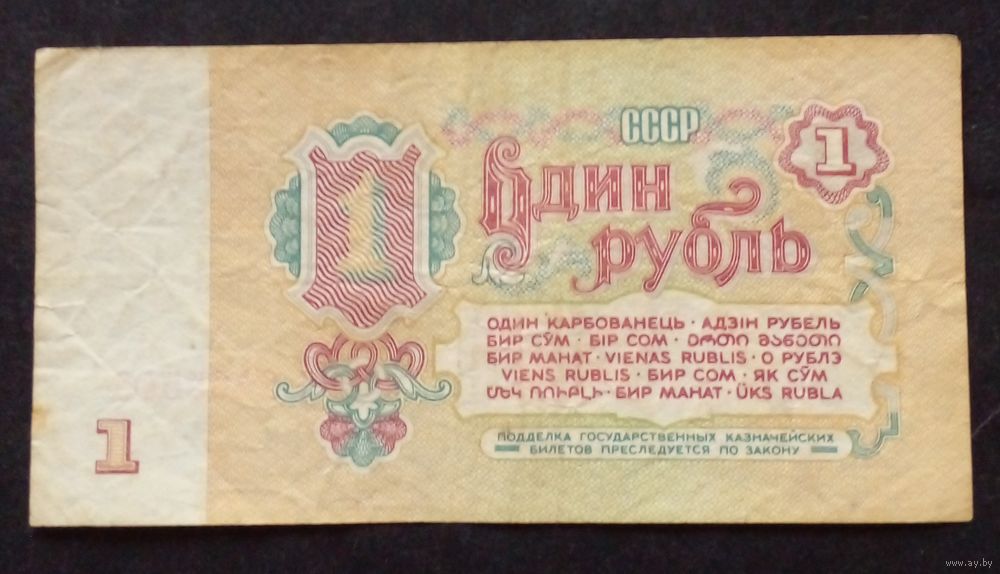 СССР
1
1
Один
рубль
ОДИН КАРБОВАНЕЦЬ · АДЗІН РУБЕЛЬ
БИР СЎМ · БІР СОМ · ᲔᲠᲗᲘ ᲛᲐᲜᲔᲗᲘ
БИР МАНАТ · VIENAS RUBLIS · О РУБЛЭ
VIENS RUBLIS · БИР СОМ · ЯК СӮМ
ՄԵԿ ՌՈՒԲԼԻ · БИР МАНАТ · ÜKS RUBLA
ПОДДЕЛКА ГОСУДАРСТВЕННЫХ КАЗНАЧЕЙСКИХ
БИЛЕТОВ ПРЕСЛЕДУЕТСЯ ПО ЗАКОНУ
1
www.ay.by